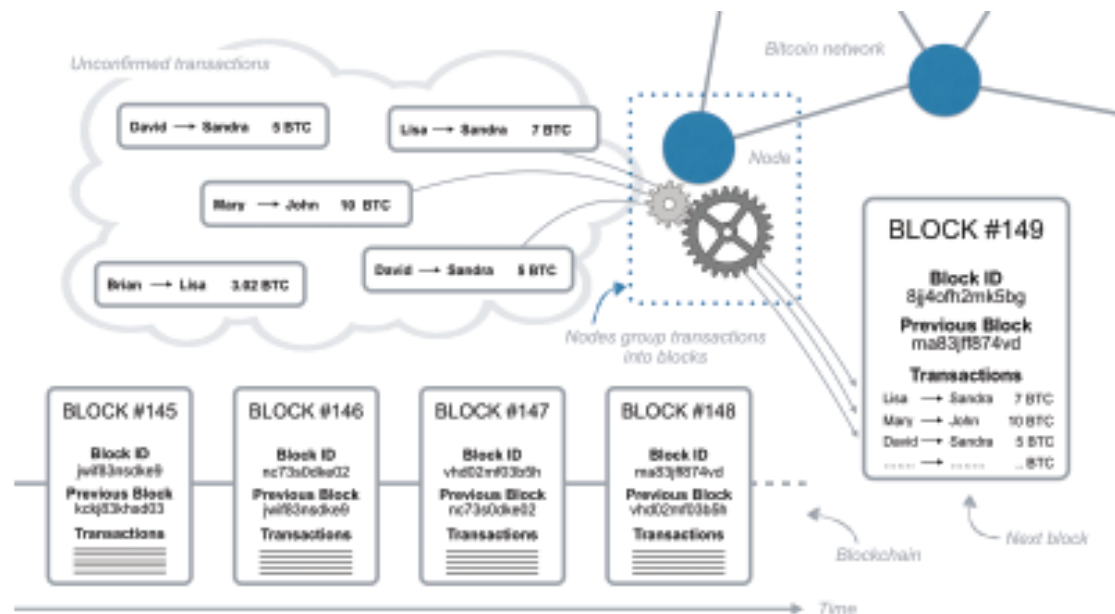 Unconfirmed transactions
Bitcoin network
David → Sandra 5 BTC
Lisa → Sandra 7 BTC
Node
Mary → John 10 BTC
David → Sandra 5 BTC
Brian → Lisa 3.02 BTC
Nodes group transactions
into blocks
BLOCK #149
Block ID
8jj4ofh2mk5bg
Previous Block
ma83jff874vd
Transactions
Lisa → Sandra 7 BTC
Mary → John 10 BTC
David → Sandra 5 BTC
...... → ...... .. BTC
BLOCK #145
Block ID
jwif83nsdke9
Previous Block
kckj83khad03
Transactions
BLOCK #146
Block ID
nc73s0dke02
Previous Block
jwif83nsdke9
Transactions
BLOCK #147
Block ID
vhd02mf03b5h
Previous Block
nc73s0dke02
Transactions
BLOCK #148
Block ID
ma83jff874vd
Previous Block
vhd02mf03b5h
Transactions
Blockchain
Next block
Time